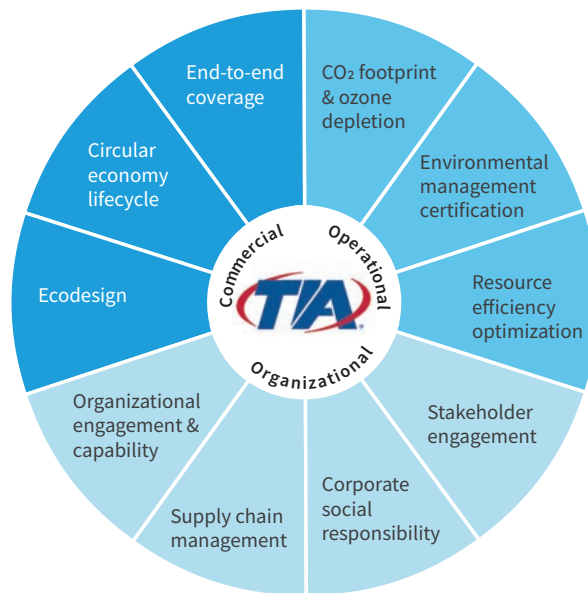 End-to-end
coverage
CO₂ footprint
& ozone
depletion
Circular
economy
lifecycle
Environmental
management
certification
Commercial
Operational
Ecodesign
TIA
Resource
efficiency
optimization
Organizational
Organizational
engagement &
capability
Stakeholder
engagement
Supply chain
management
Corporate
social
responsibility